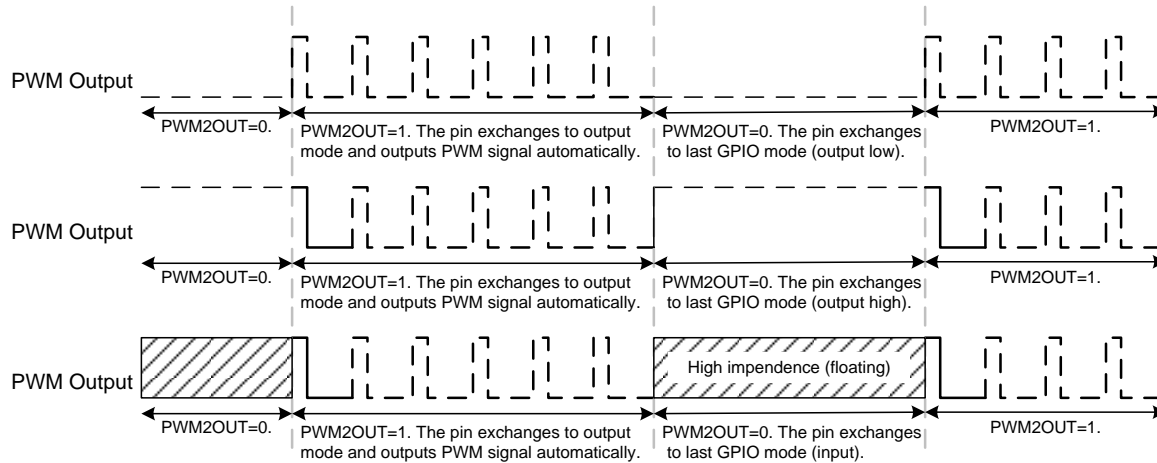 PWM Output
PWM2OUT=0.
PWM2OUT=1. The pin exchanges to output
mode and outputs PWM signal automatically.
PWM2OUT=0. The pin exchanges
to last GPIO mode (output low).
PWM2OUT=1.
PWM Output
PWM2OUT=0.
PWM2OUT=1. The pin exchanges to output
mode and outputs PWM signal automatically.
PWM2OUT=0. The pin exchanges
to last GPIO mode (output high).
PWM2OUT=1.
PWM Output
High impendence (floating)
PWM2OUT=0.
PWM2OUT=1. The pin exchanges to output
mode and outputs PWM signal automatically.
PWM2OUT=0. The pin exchanges
to last GPIO mode (input).
PWM2OUT=1.